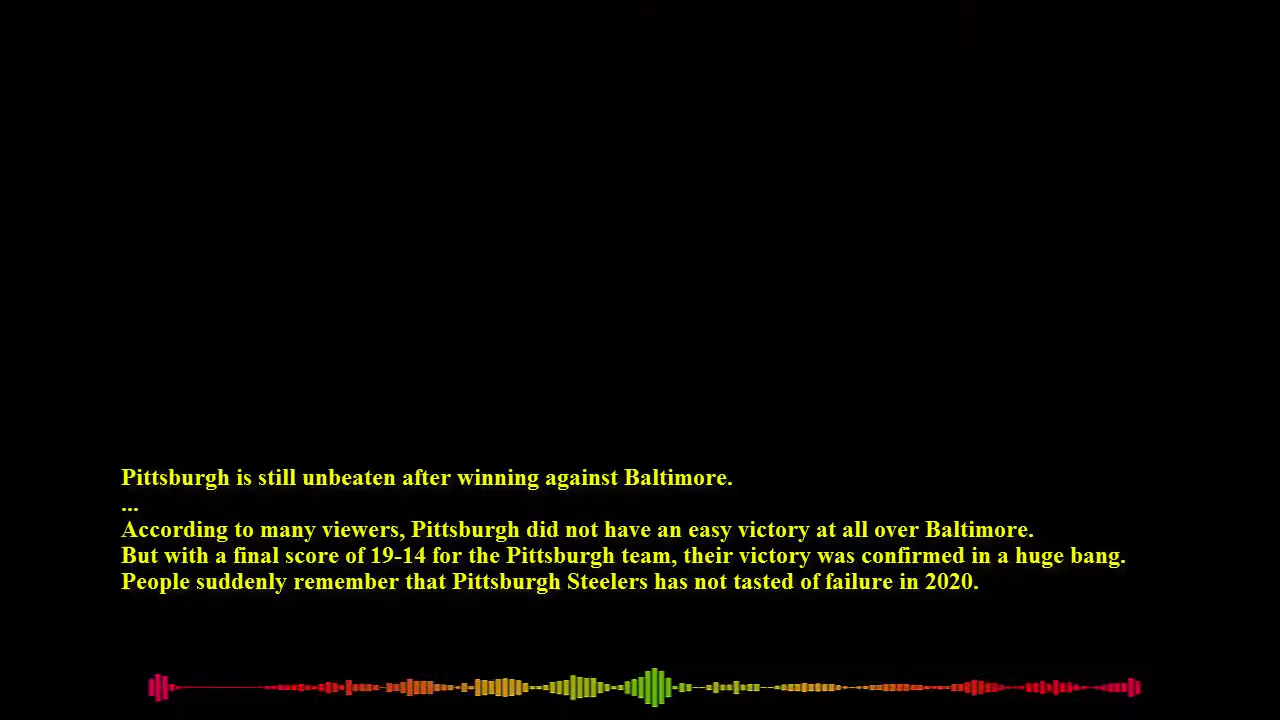 Pittsburgh is still unbeaten after winning against Baltimore.
...
According to many viewers, Pittsburgh did not have an easy victory at all over Baltimore.
But with a final score of 19-14 for the Pittsburgh team, their victory was confirmed in a huge bang.
People suddenly remember that Pittsburgh Steelers has not tasted of failure in 2020.